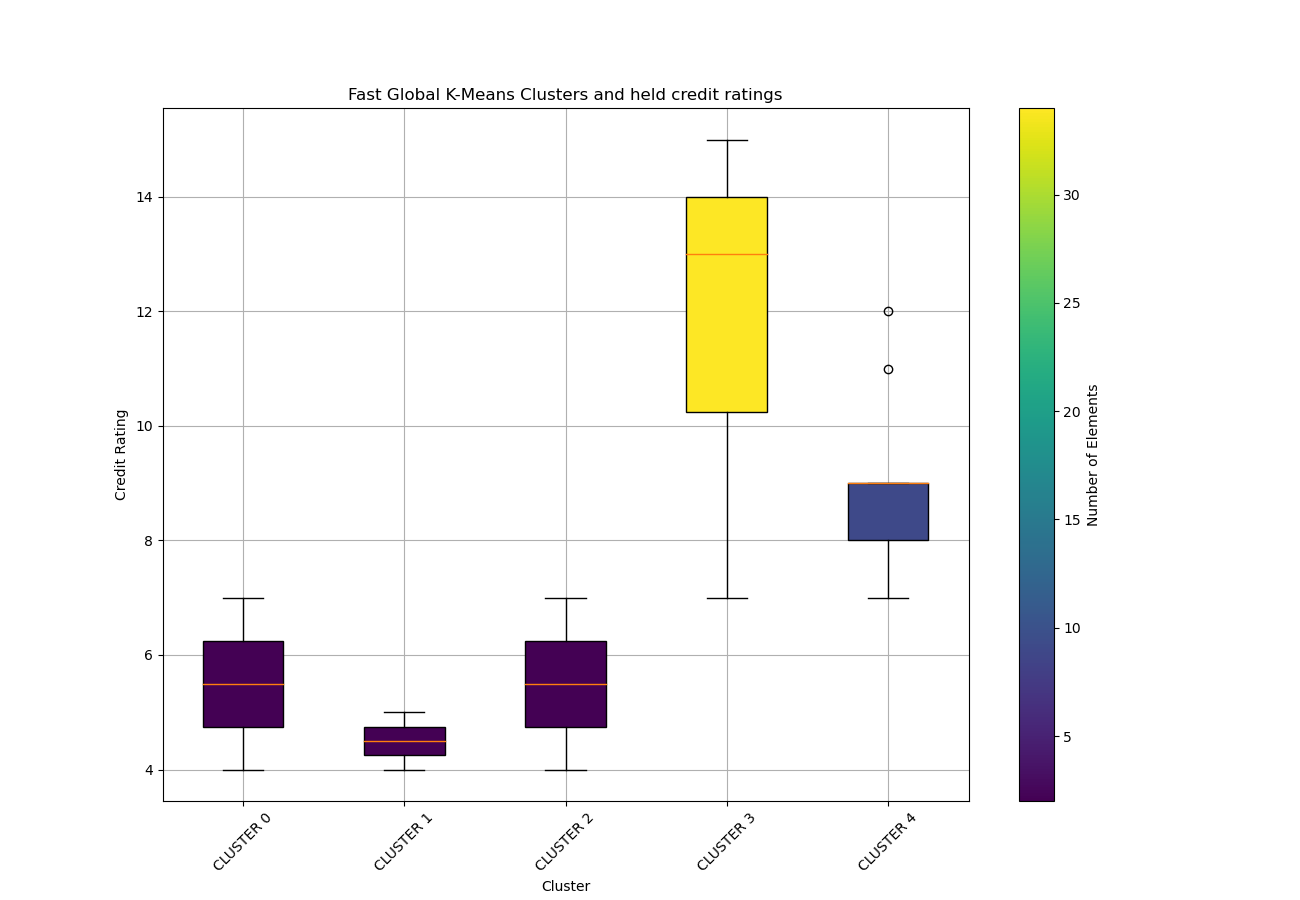 Fast Global K-Means Clusters and held credit ratings
14
12
10
8
6
4
Credit Rating
CLUSTER 0
CLUSTER 1
CLUSTER 2
CLUSTER 3
CLUSTER 4
Cluster
30
25
20
15
10
5
Number of Elements